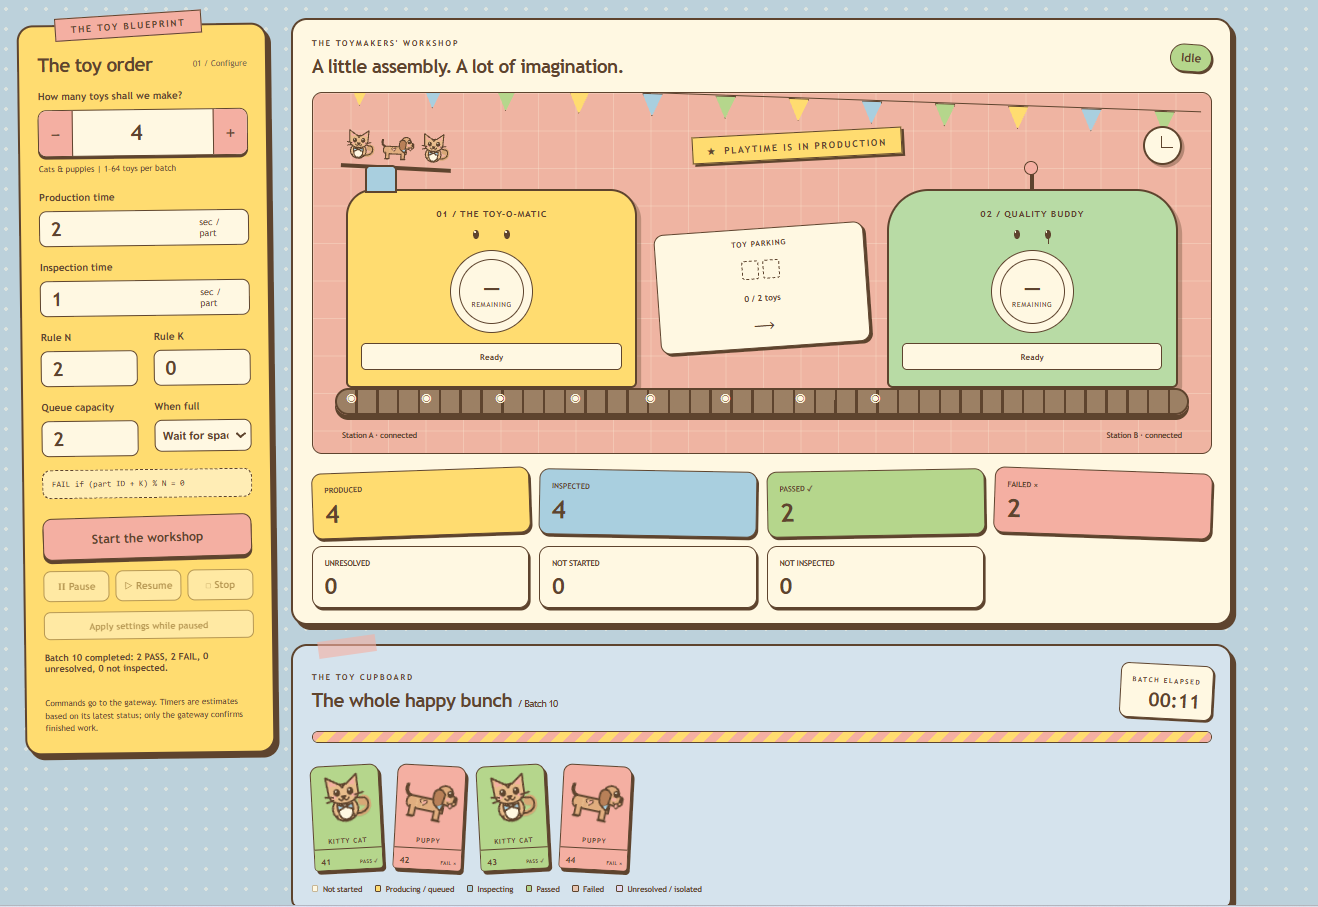 THE TOY BLUEPRINT
The toy order
01 / Configure
How many toys shall we make?
− 4 +
Cats & puppies | 1-64 toys per batch
Production time
2 sec / part
Inspection time
1 sec / part
Rule N Rule K
2 0
Queue capacity When full
2 Wait for spac
FAIL if (part ID + K) % N = 0
Start the workshop
II Pause ▷ Resume □ Stop
Apply settings while paused
Batch 10 completed: 2 PASS, 2 FAIL, 0
unresolved, 0 not inspected.
Commands go to the gateway. Timers are estimates
based on its latest status; only the gateway confirms
finished work.
THE TOYMAKERS' WORKSHOP
A little assembly. A lot of imagination.
Idle
★ PLAYTIME IS IN PRODUCTION
01 / THE TOY-O-MATIC
—
REMAINING
Ready
TOY PARKING
0 / 2 toys
→
02 / QUALITY BUDDY
—
REMAINING
Ready
Station A · connected
Station B · connected
PRODUCED
4
INSPECTED
4
PASSED ✓
2
FAILED ×
2
UNRESOLVED
0
NOT STARTED
0
NOT INSPECTED
0
THE TOY CUPBOARD
The whole happy bunch / Batch 10
BATCH ELAPSED
00:11
KITTY CAT
41 PASS ✓
PUPPY
42 FAIL ×
KITTY CAT
43 PASS ✓
PUPPY
44 FAIL ×
Not started Producing / queued Inspecting Passed Failed Unresolved / isolated